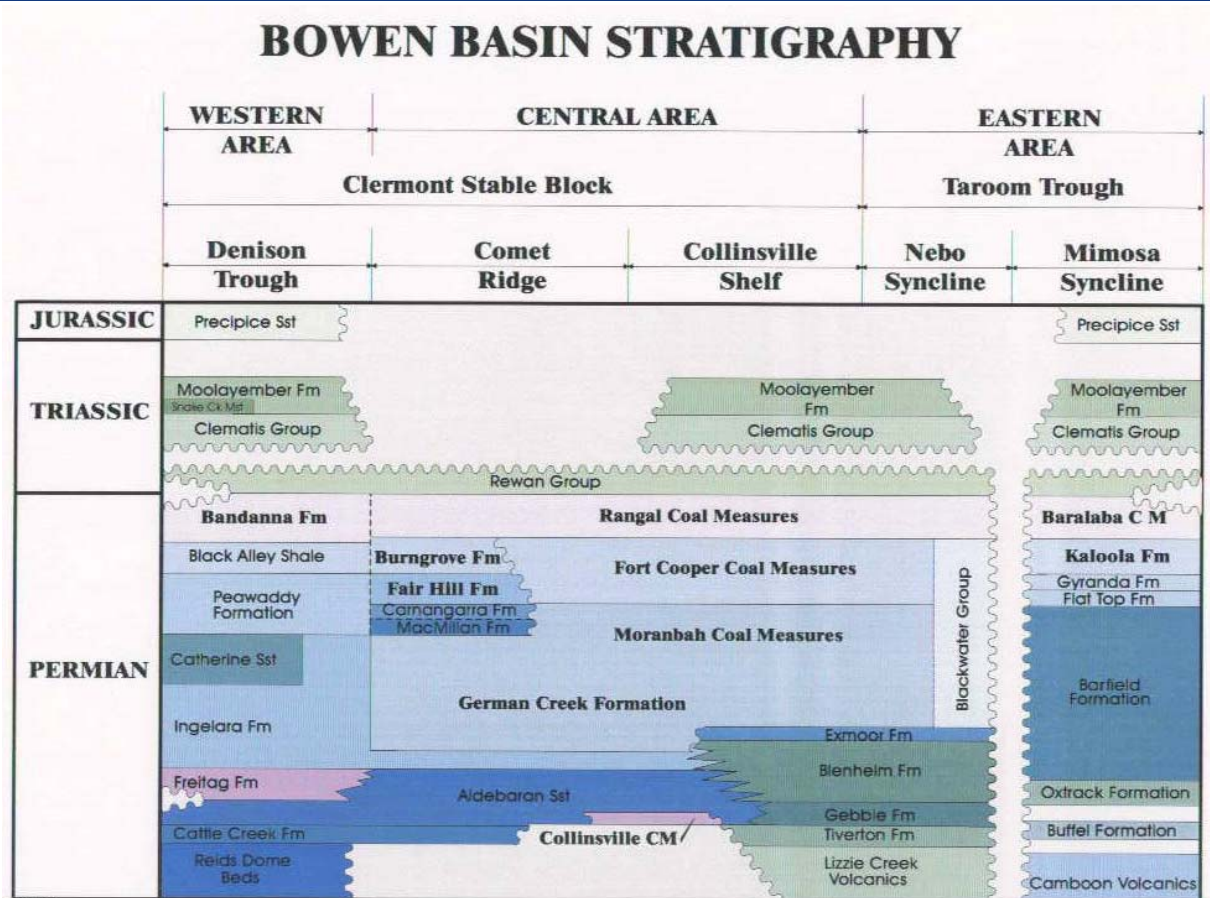 BOWEN BASIN STRATIGRAPHY
WESTERN
AREA
CENTRAL AREA
EASTERN
AREA
Clermont Stable Block
Taroom Trough
Denison
Trough
Comet
Ridge
Collinsville
Shelf
Nebo
Syncline
Mimosa
Syncline
JURASSIC
Precipice Sst
Precipice Sst
TRIASSIC
Moolayember Fm
Snake Ck Mst
Clematis Group
Moolayember
Fm
Clematis Group
Moolayember
Fm
Clematis Group
Rewan Group
PERMIAN
Bandanna Fm
Rangal Coal Measures
Baralaba C M
Black Alley Shale
Burngrove Fm
Fort Cooper Coal Measures
Kaloola Fm
Peawaddy
Formation
Fair Hill Fm
Gyranda Fm
Carnangarra Fm
Flat Top Fm
MacMillan Fm
Moranbah Coal Measures
Blackwater Group
Catherine Sst
Barfield
Formation
German Creek Formation
Ingelara Fm
Exmoor Fm
Blenheim Fm
Freitag Fm
Aldebaran Sst
Oxtrack Formation
Gebbie Fm
Cattle Creek Fm
Collinsville CM
Tiverton Fm
Buffel Formation
Reids Dome
Beds
Lizzie Creek
Volcanics
Camboon Volcanics